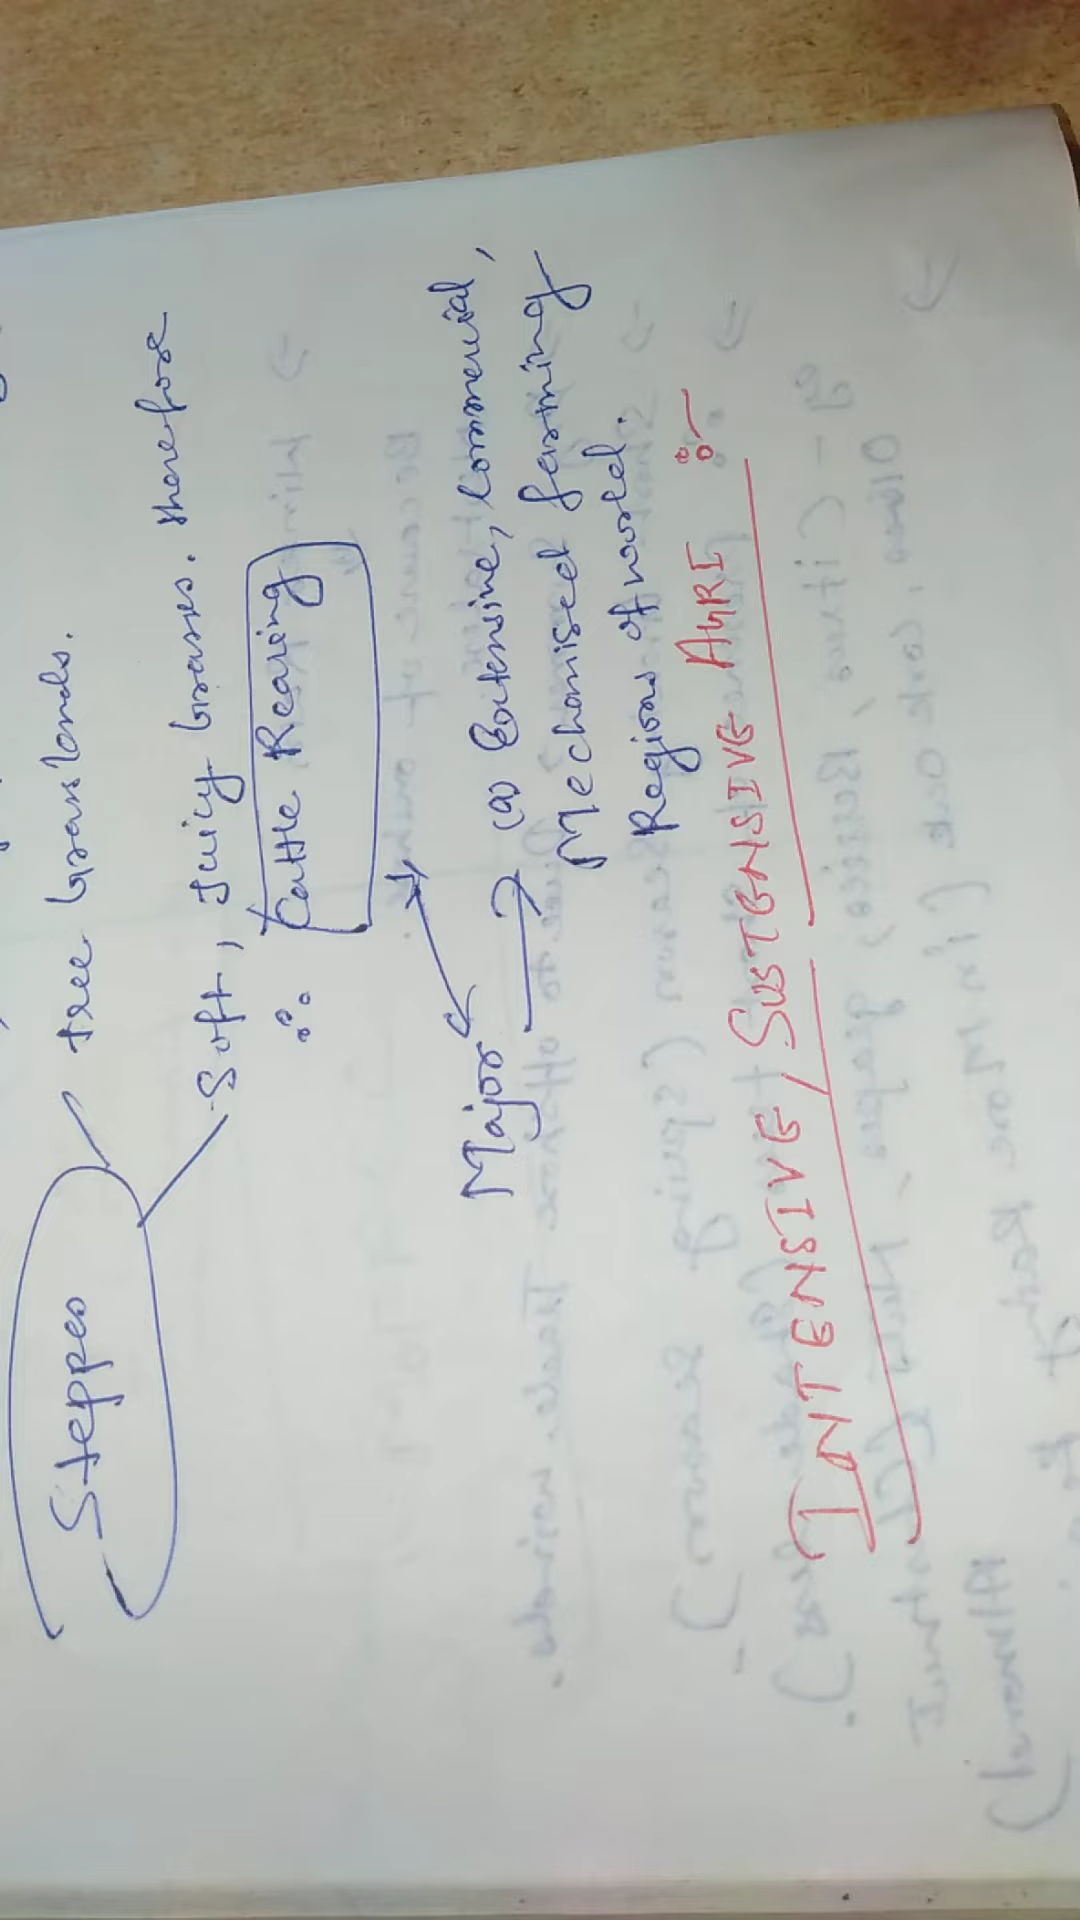 Steppes
tree Grasslands.
Soft, Juicy Grasses. therefore
Cattle Rearing
Major
(a) Extensive, Commercial,
Mechanised farming
Regions of world.
INTENSIVE / SUSTENSIVE AGRI :-